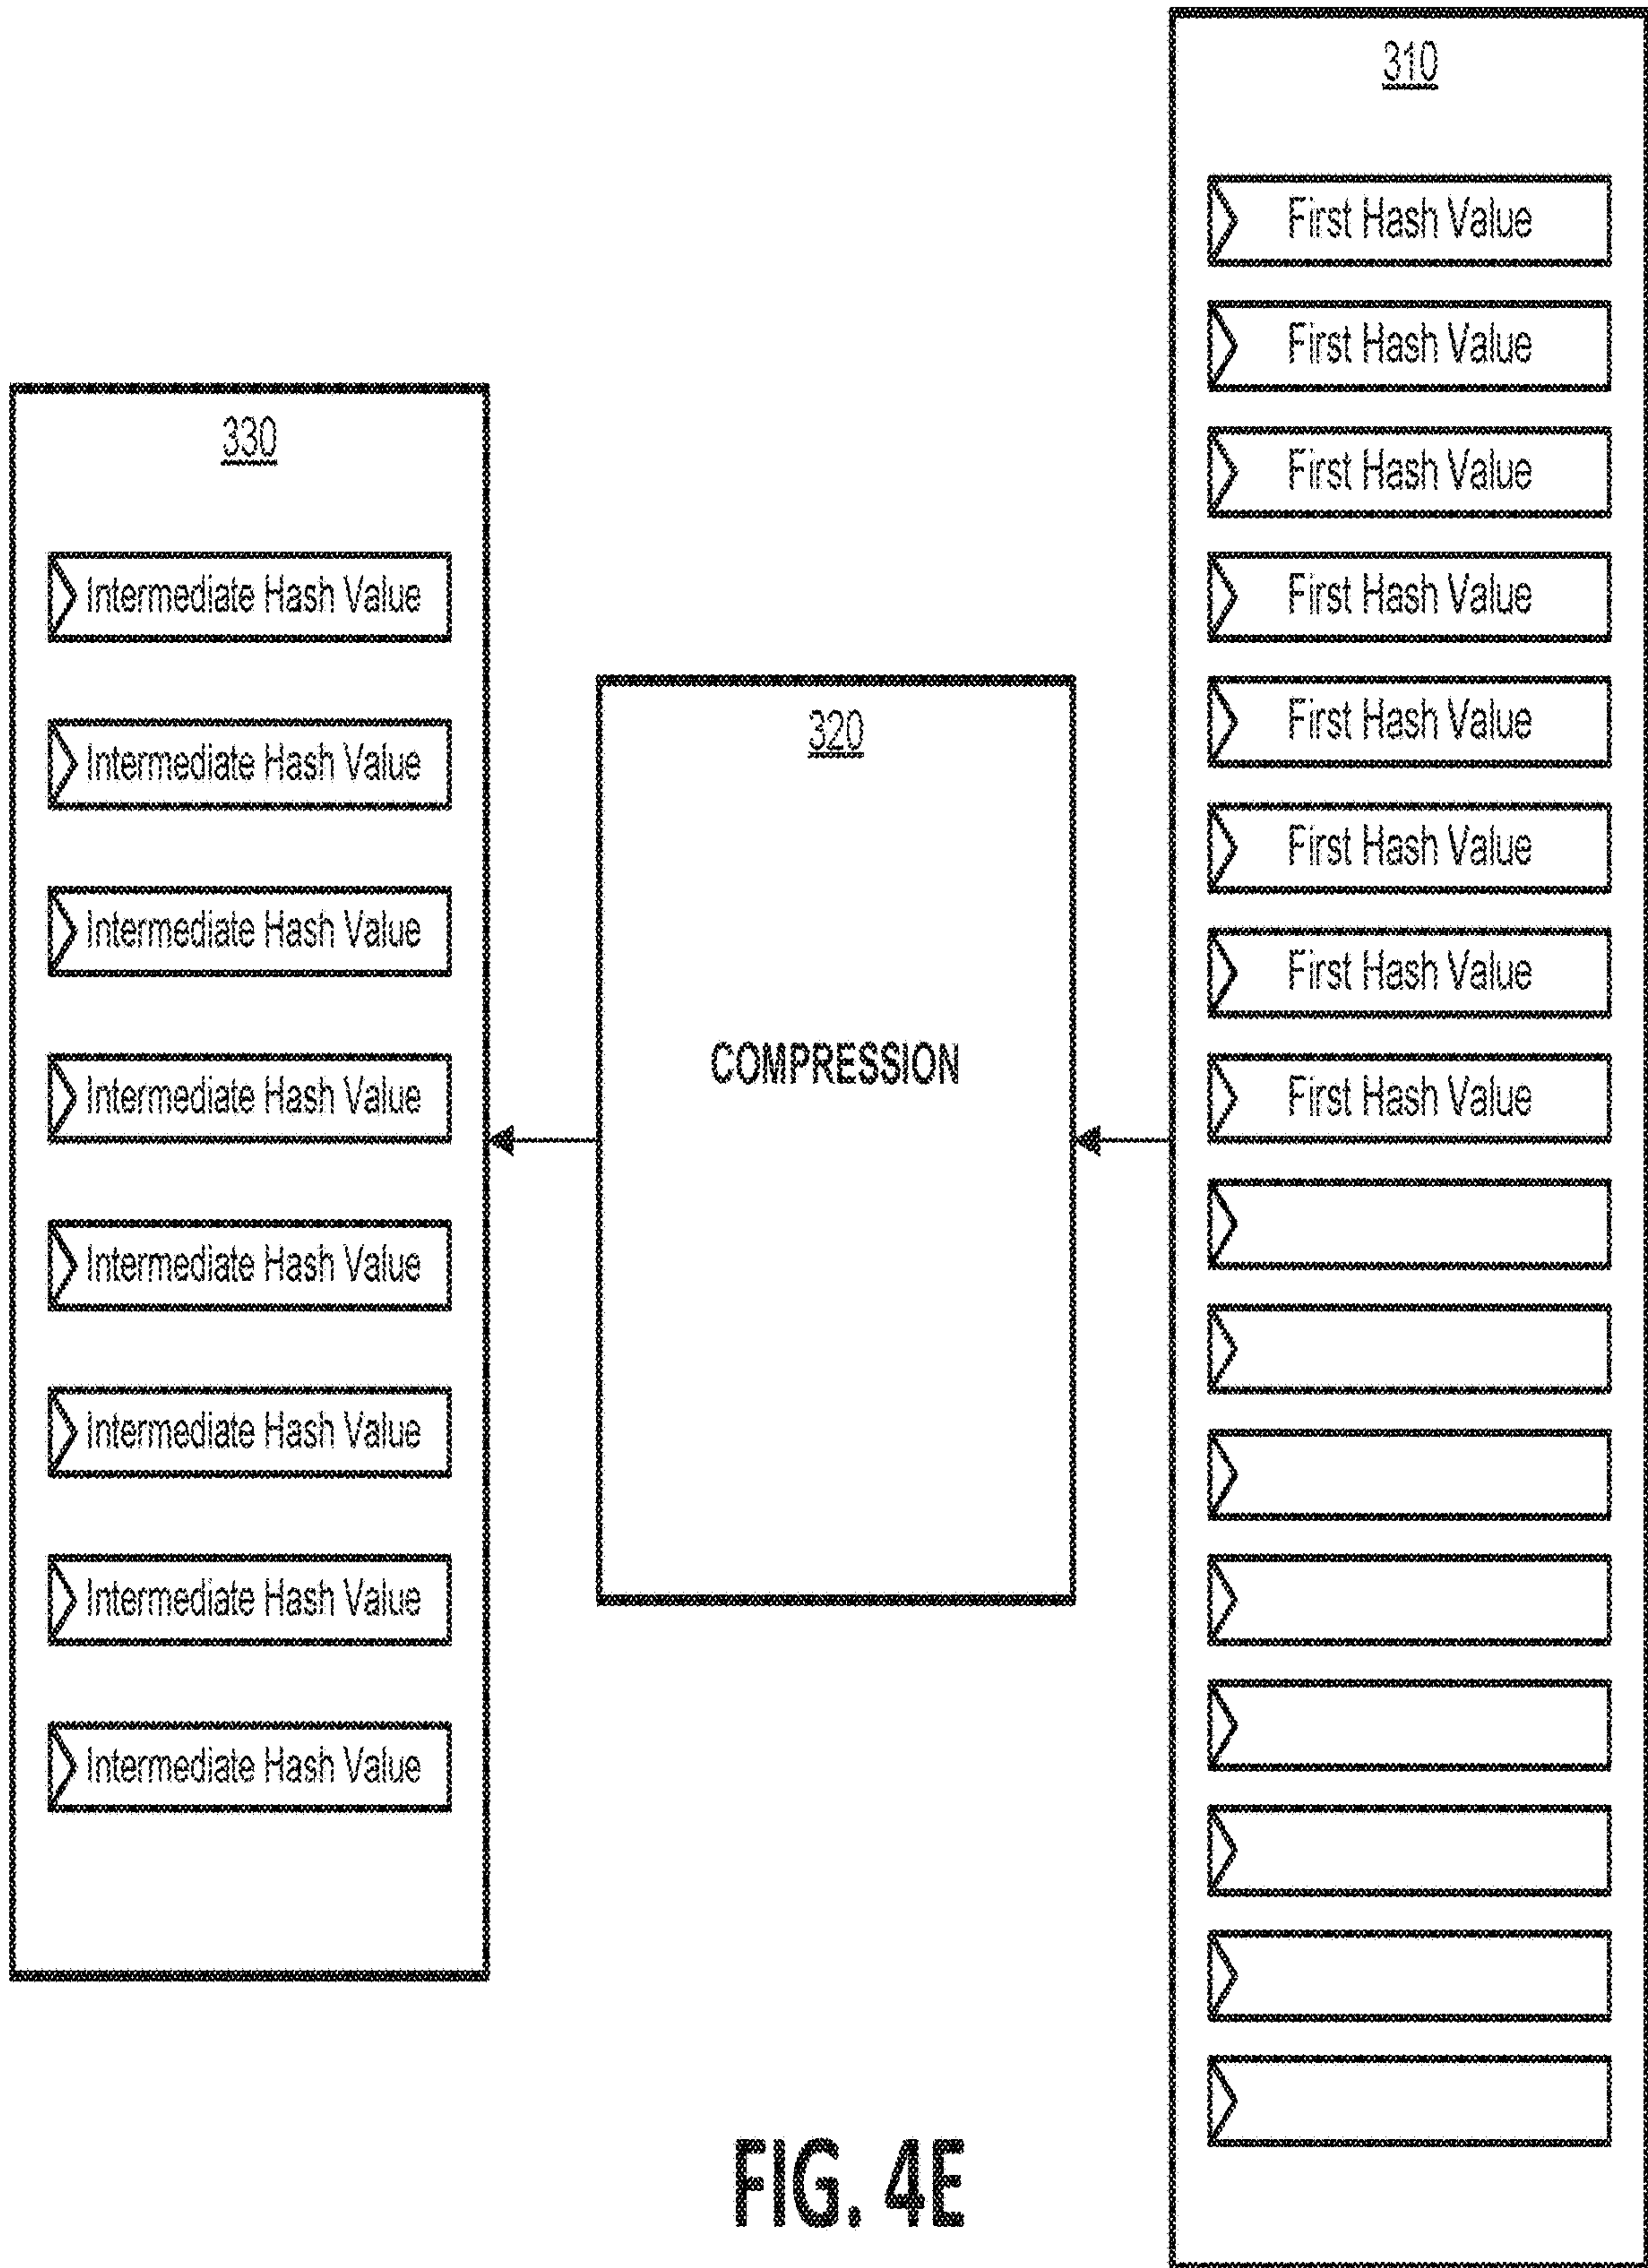 330
Intermediate Hash Value
Intermediate Hash Value
Intermediate Hash Value
Intermediate Hash Value
Intermediate Hash Value
Intermediate Hash Value
Intermediate Hash Value
Intermediate Hash Value
320
COMPRESSION
310
First Hash Value
First Hash Value
First Hash Value
First Hash Value
First Hash Value
First Hash Value
First Hash Value
First Hash Value
FIG. 4E